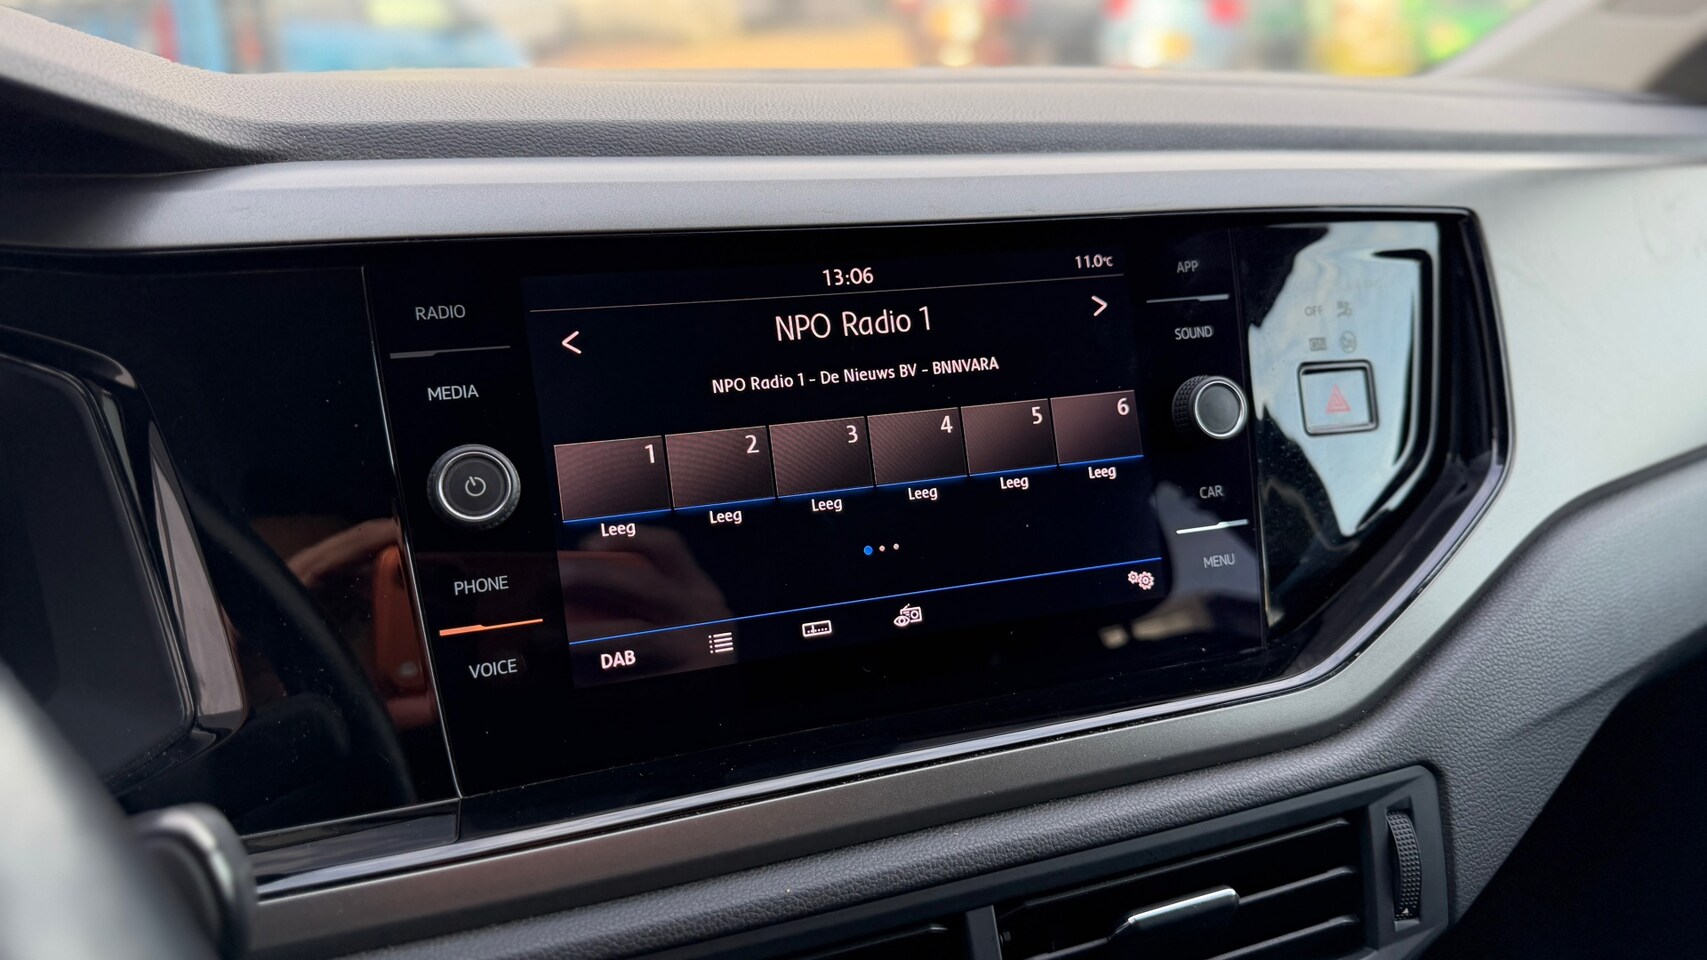 13:06
11.0°C
RADIO
MEDIA
PHONE
VOICE
<
NPO Radio 1
>
NPO Radio 1 - De Nieuws BV - BNNVARA
1
2
3
4
5
6
Leeg
Leeg
Leeg
Leeg
Leeg
Leeg
DAB
APP
SOUND
CAR
MENU
OFF